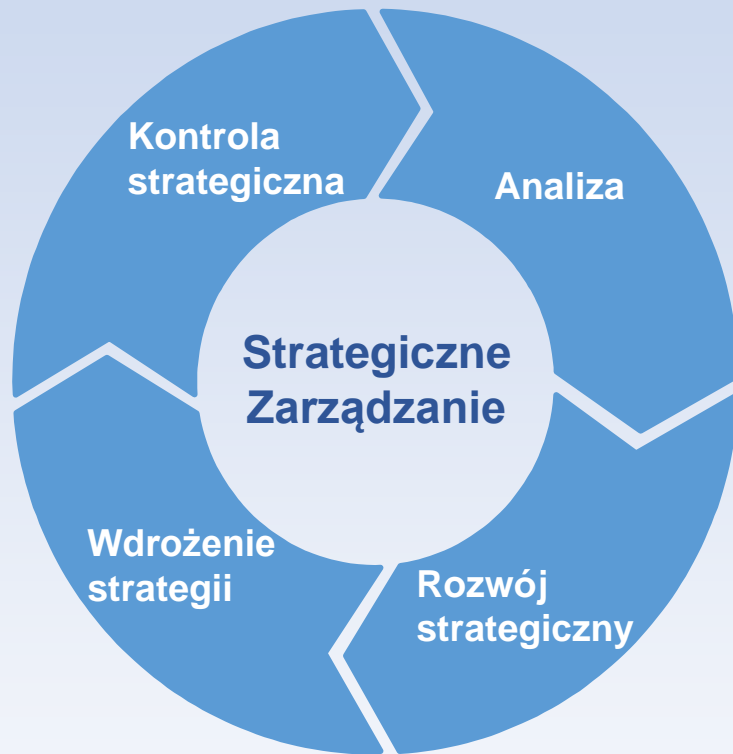 Kontrola
strategiczna
Analiza
Strategiczne
Zarządzanie
Wdrożenie
strategii
Rozwój
strategiczny